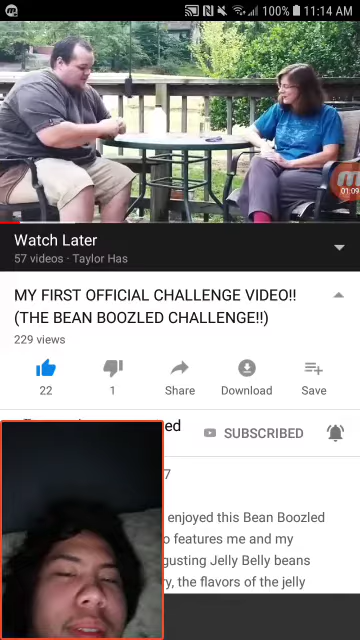 100% 11:14 AM
01:09
Watch Later
57 videos · Taylor Has
MY FIRST OFFICIAL CHALLENGE VIDEO!!
(THE BEAN BOOZLED CHALLENGE!!)
229 views
22
1
Share
Download
Save
ed
SUBSCRIBED
7
enjoyed this Bean Boozled
o features me and my
gusting Jelly Belly beans
ry, the flavors of the jelly